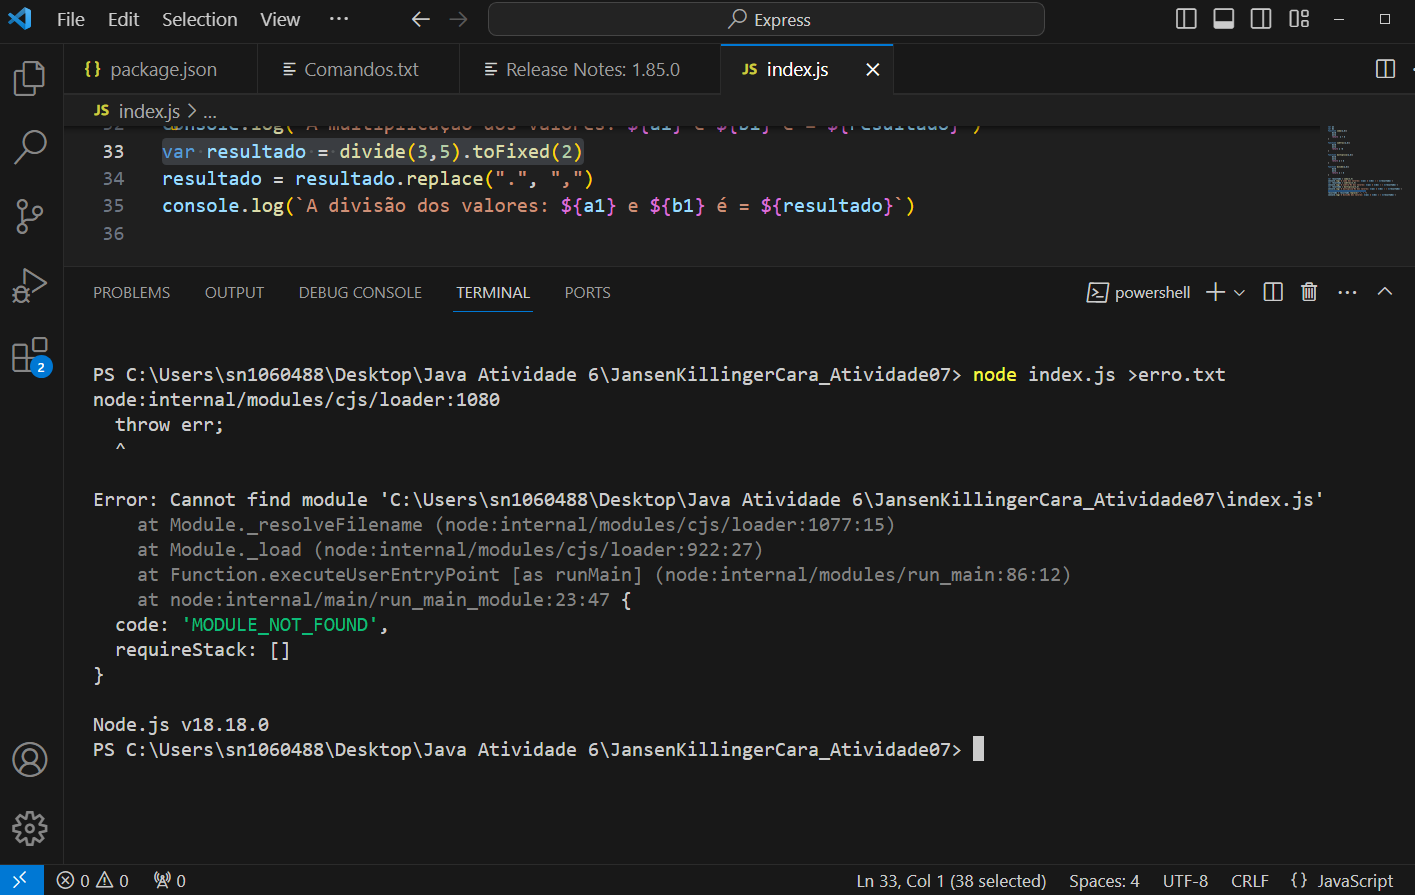 File Edit Selection View ··· Express
package.json Comandos.txt Release Notes: 1.85.0 JS index.js
JS index.js > ...
32 console.log(`A multiplicação dos valores: ${a1} e ${b1} é = ${resultado}`)
33 var resultado = divide(3,5).toFixed(2)
34 resultado = resultado.replace(".", ",")
35 console.log(`A divisão dos valores: ${a1} e ${b1} é = ${resultado}`)
36
PROBLEMS OUTPUT DEBUG CONSOLE TERMINAL PORTS powershell
PS C:\Users\sn1060488\Desktop\Java Atividade 6\JansenKillingerCara_Atividade07> node index.js >erro.txt
node:internal/modules/cjs/loader:1080
throw err;
^
Error: Cannot find module 'C:\Users\sn1060488\Desktop\Java Atividade 6\JansenKillingerCara_Atividade07\index.js'
at Module._resolveFilename (node:internal/modules/cjs/loader:1077:15)
at Module._load (node:internal/modules/cjs/loader:922:27)
at Function.executeUserEntryPoint [as runMain] (node:internal/modules/run_main:86:12)
at node:internal/main/run_main_module:23:47 {
code: 'MODULE_NOT_FOUND',
requireStack: []
}
Node.js v18.18.0
PS C:\Users\sn1060488\Desktop\Java Atividade 6\JansenKillingerCara_Atividade07>
2
0 0 0 Ln 33, Col 1 (38 selected) Spaces: 4 UTF-8 CRLF {} JavaScript